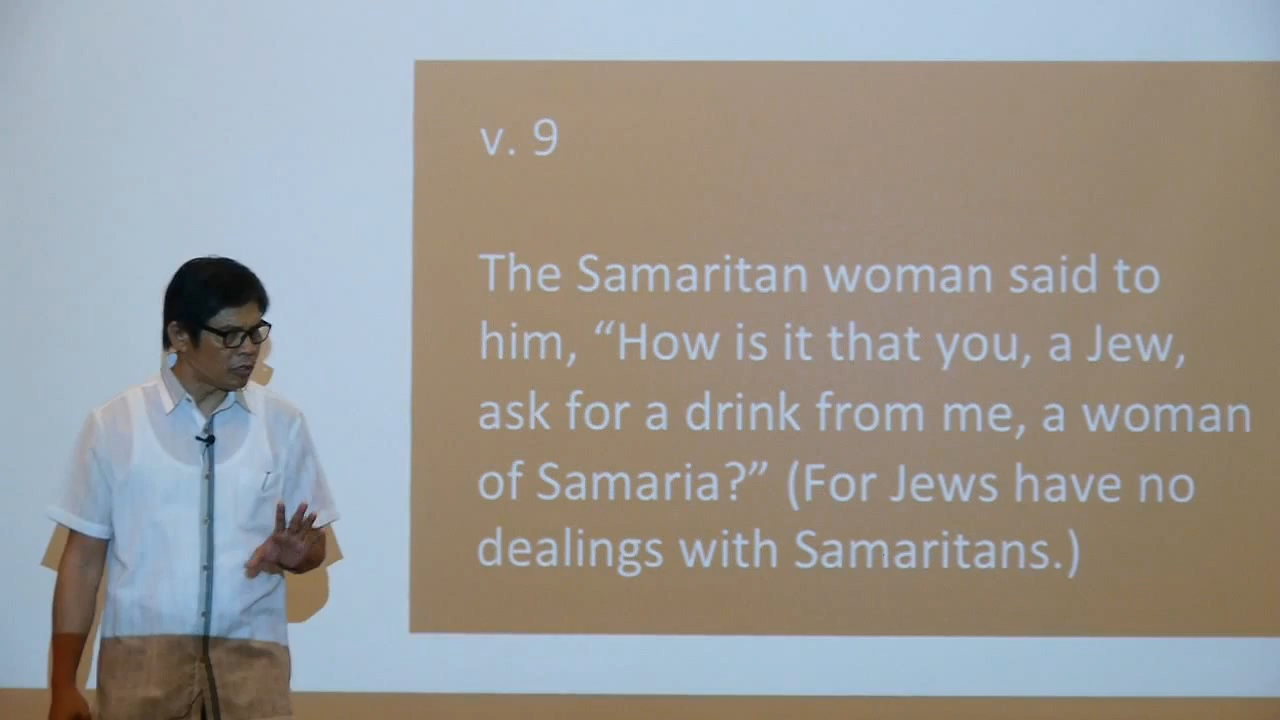 v. 9
The Samaritan woman said to
him, “How is it that you, a Jew,
ask for a drink from me, a woman
of Samaria?” (For Jews have no
dealings with Samaritans.)